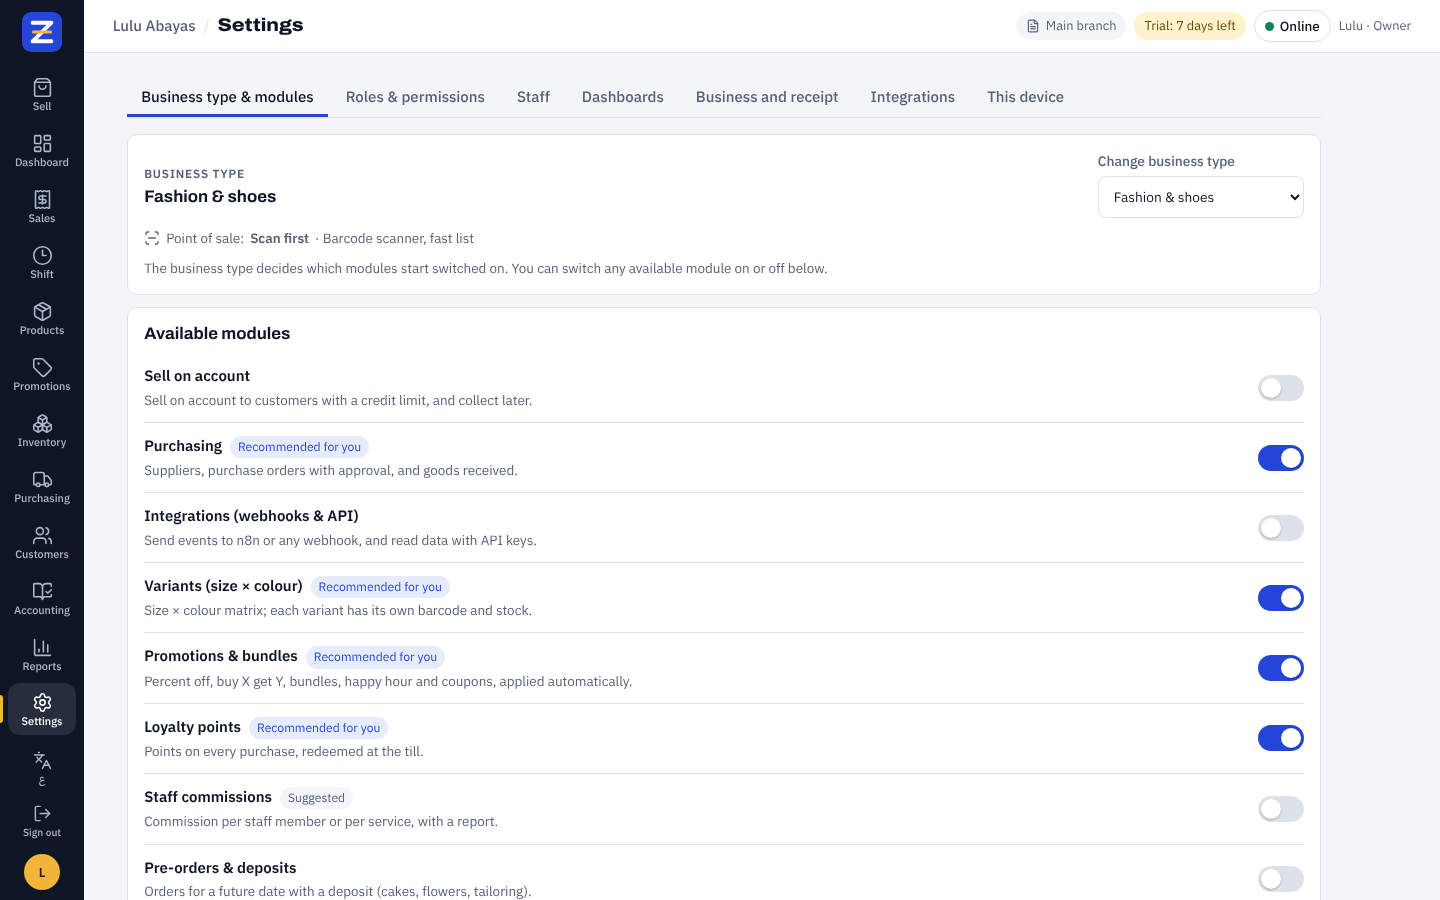 Z
Sell
Dashboard
Sales
Shift
Products
Promotions
Inventory
Purchasing
Customers
Accounting
Reports
Settings
ع
Sign out
L
Lulu Abayas / Settings
Main branch
Trial: 7 days left
Online
Lulu · Owner
Business type & modules
Roles & permissions
Staff
Dashboards
Business and receipt
Integrations
This device
BUSINESS TYPE
Fashion & shoes
Change business type
Fashion & shoes
Point of sale: Scan first · Barcode scanner, fast list
The business type decides which modules start switched on. You can switch any available module on or off below.
Available modules
Sell on account
Sell on account to customers with a credit limit, and collect later.
Purchasing Recommended for you
Suppliers, purchase orders with approval, and goods received.
Integrations (webhooks & API)
Send events to n8n or any webhook, and read data with API keys.
Variants (size × colour) Recommended for you
Size × colour matrix; each variant has its own barcode and stock.
Promotions & bundles Recommended for you
Percent off, buy X get Y, bundles, happy hour and coupons, applied automatically.
Loyalty points Recommended for you
Points on every purchase, redeemed at the till.
Staff commissions Suggested
Commission per staff member or per service, with a report.
Pre-orders & deposits
Orders for a future date with a deposit (cakes, flowers, tailoring).